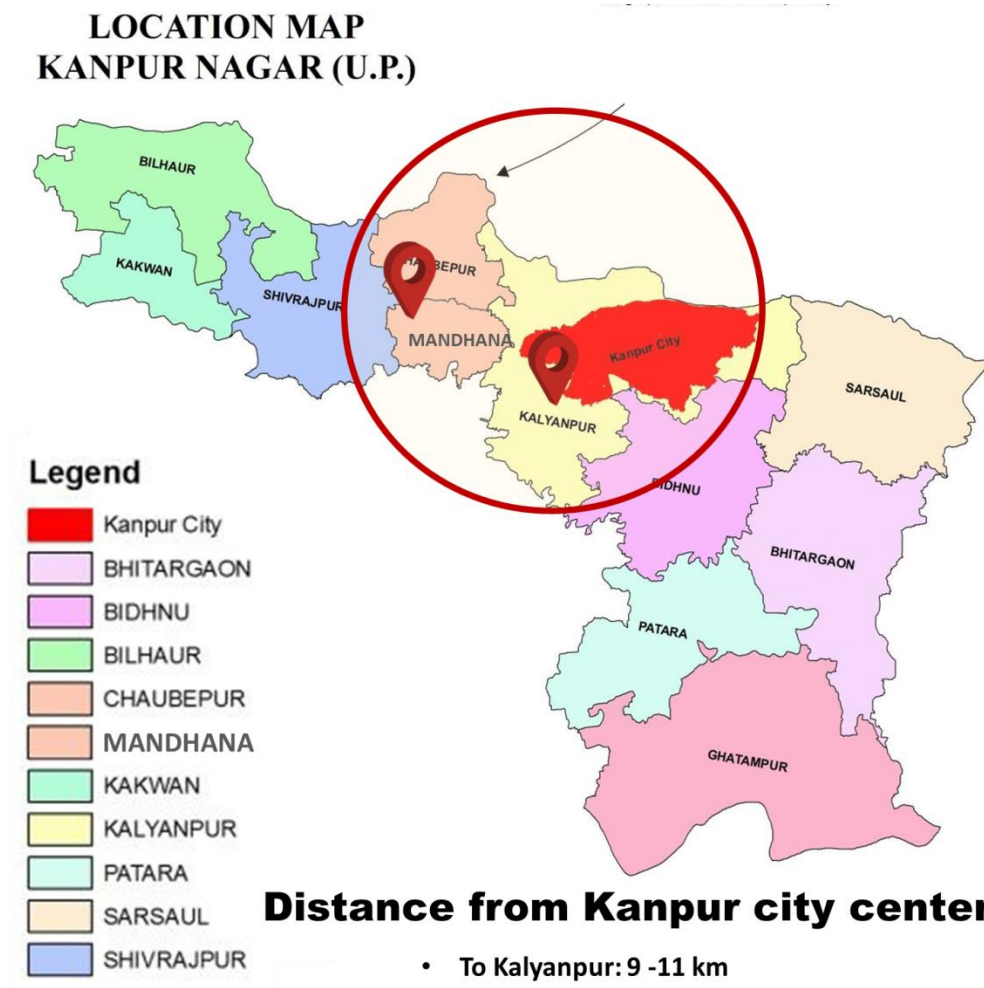 LOCATION MAP
KANPUR NAGAR (U.P.)
BILHAUR
KAKWAN
SHIVRAJPUR
MANDHANA
Kanpur City
KALYANPUR
SARSAUL
BIDHNU
BHITARGAON
PATARA
GHATAMPUR
Legend
Kanpur City
BHITARGAON
BIDHNU
BILHAUR
CHAUBEPUR
MANDHANA
KAKWAN
KALYANPUR
PATARA
SARSAUL
SHIVRAJPUR
Distance from Kanpur city center
• To Kalyanpur: 9 -11 km